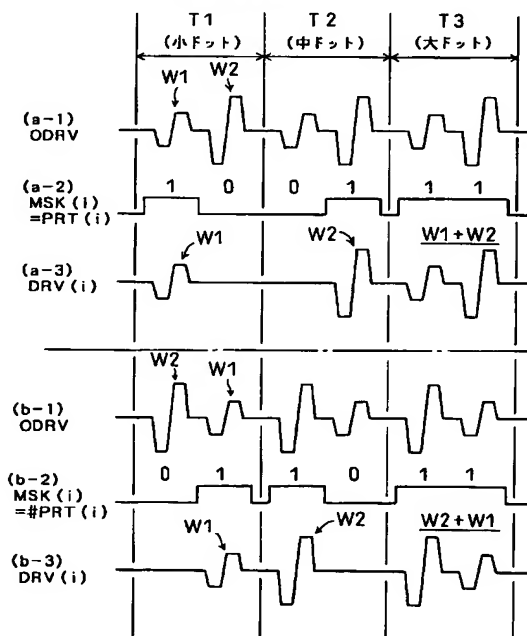 T1 T2 T3
(小ドット) (中ドット) (大ドット)
W1 W2
(a-1)
ODRV
(a-2) 1 0 0 1 1 1
MSK(i)
=PRT(i)
W1 W2 W1+W2
(a-3)
DRV(i)
W2 W1
(b-1)
ODRV
(b-2) 0 1 1 0 1 1
MSK(i)
=#PRT(i)
W1 W2 W2+W1
(b-3)
DRV(i)